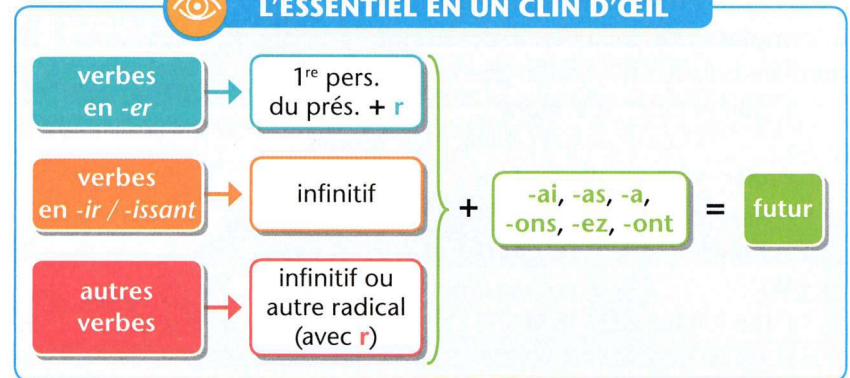 L'ESSENTIEL EN UN CLIN D'ŒIL
verbes
en -er
1re pers.
du prés. + r
verbes
en -ir / -issant
infinitif
autres
verbes
infinitif ou
autre radical
(avec r)
+
-ai, -as, -a,
-ons, -ez, -ont
=
futur